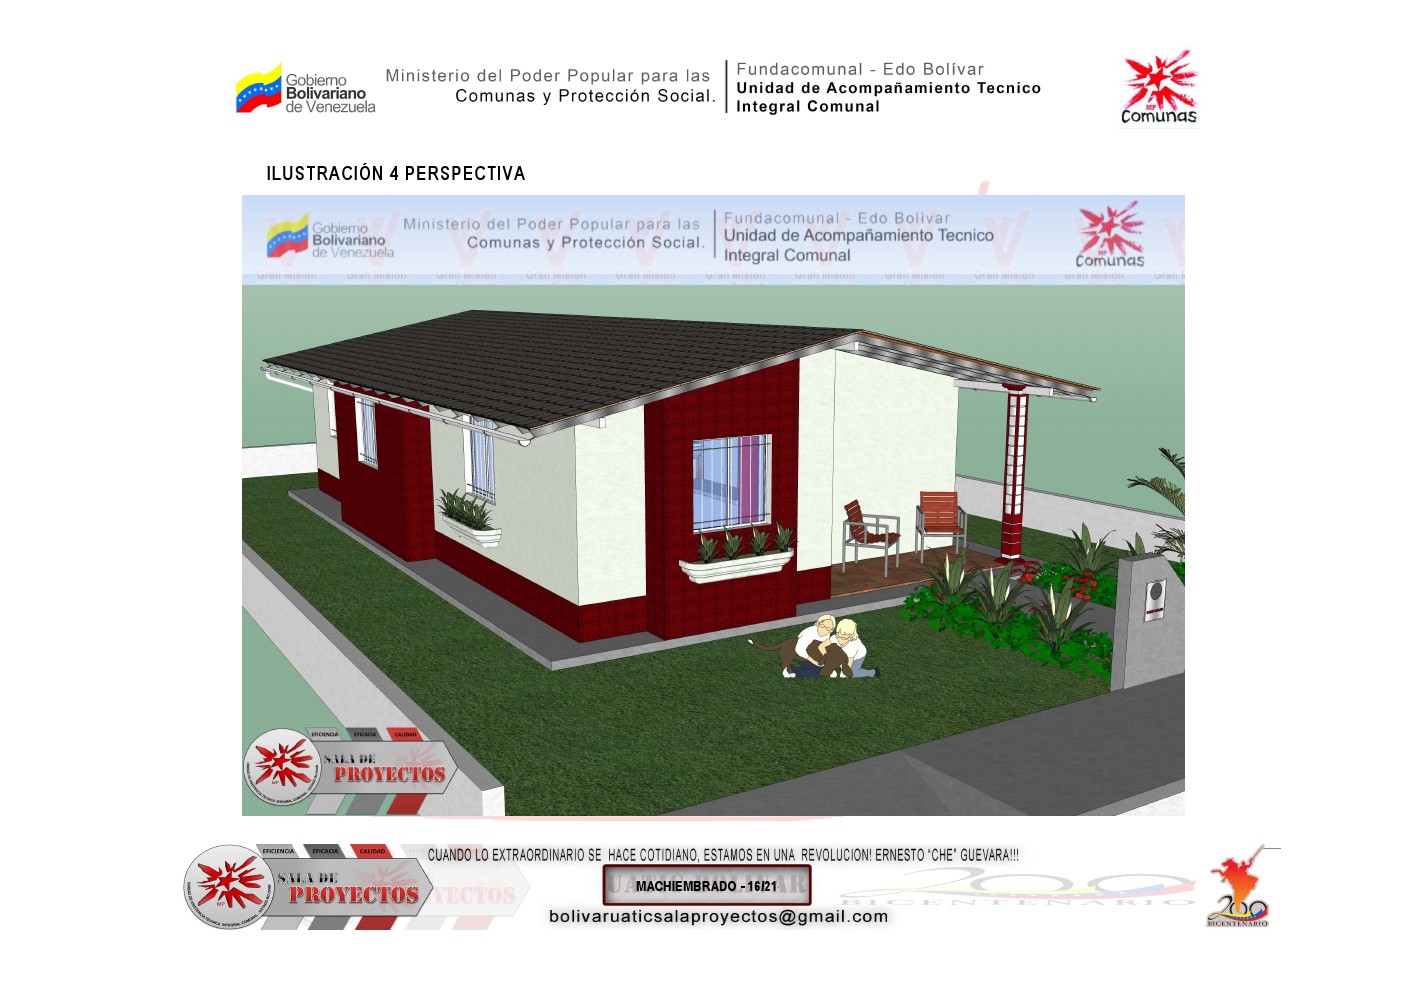 Gobierno
Bolivariano
de Venezuela
Ministerio del Poder Popular para las
Comunas y Protección Social.
Fundacomunal - Edo Bolívar
Unidad de Acompañamiento Tecnico
Integral Comunal
MP
Comunas
ILUSTRACIÓN 4 PERSPECTIVA
Gobierno
Bolivariano
de Venezuela
Ministerio del Poder Popular para las
Comunas y Protección Social.
Fundacomunal - Edo Bolívar
Unidad de Acompañamiento Tecnico
Integral Comunal
MP
Comunas
Gran Misión Gran Misión Gran Misión Gran Misión Gran Misión Gran Misión Gran Misión Gran Misión Gran Misión Gran Misión
EFICIENCIA EFICACIA CALIDAD
SALA DE
PROYECTOS
MP
EFICIENCIA EFICACIA CALIDAD
SALA DE
PROYECTOS
MP
CUANDO LO EXTRAORDINARIO SE HACE COTIDIANO, ESTAMOS EN UNA REVOLUCION! ERNESTO “CHE” GUEVARA!!!
MACHIEMBRADO - 16/21
bolivaruaticsalaproyectos@gmail.com
200
BICENTENARIO
200
BICENTENARIO